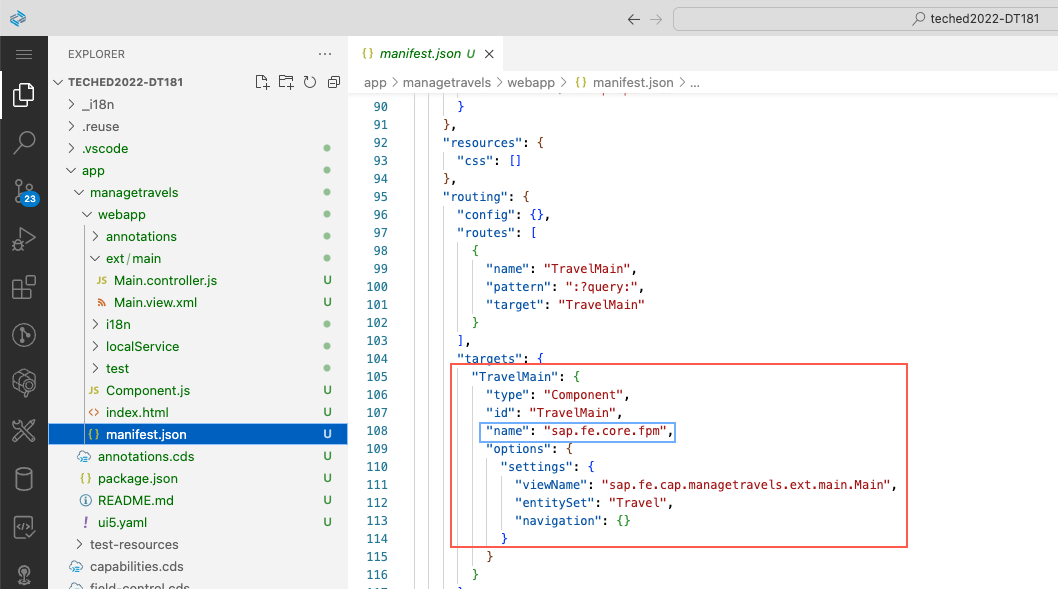 teched2022-DT181
EXPLORER
...
TECHED2022-DT181
_i18n
.reuse
.vscode
app
managetravels
webapp
annotations
ext/main
JS Main.controller.js U
Main.view.xml U
i18n
localService
test
JS Component.js U
<> index.html U
{} manifest.json U
annotations.cds U
{} package.json U
README.md U
! ui5.yaml U
test-resources
capabilities.cds
field-control.cds
23
{} manifest.json U ×
app > managetravels > webapp > {} manifest.json > ...
90 }
91 },
92 "resources": {
93 "css": []
94 },
95 "routing": {
96 "config": {},
97 "routes": [
98 {
99 "name": "TravelMain",
100 "pattern": ":?query:",
101 "target": "TravelMain"
102 }
103 ],
104 "targets": {
105 "TravelMain": {
106 "type": "Component",
107 "id": "TravelMain",
108 "name": "sap.fe.core.fpm",
109 "options": {
110 "settings": {
111 "viewName": "sap.fe.cap.managetravels.ext.main.Main",
112 "entitySet": "Travel",
113 "navigation": {}
114 }
115 }
116 }